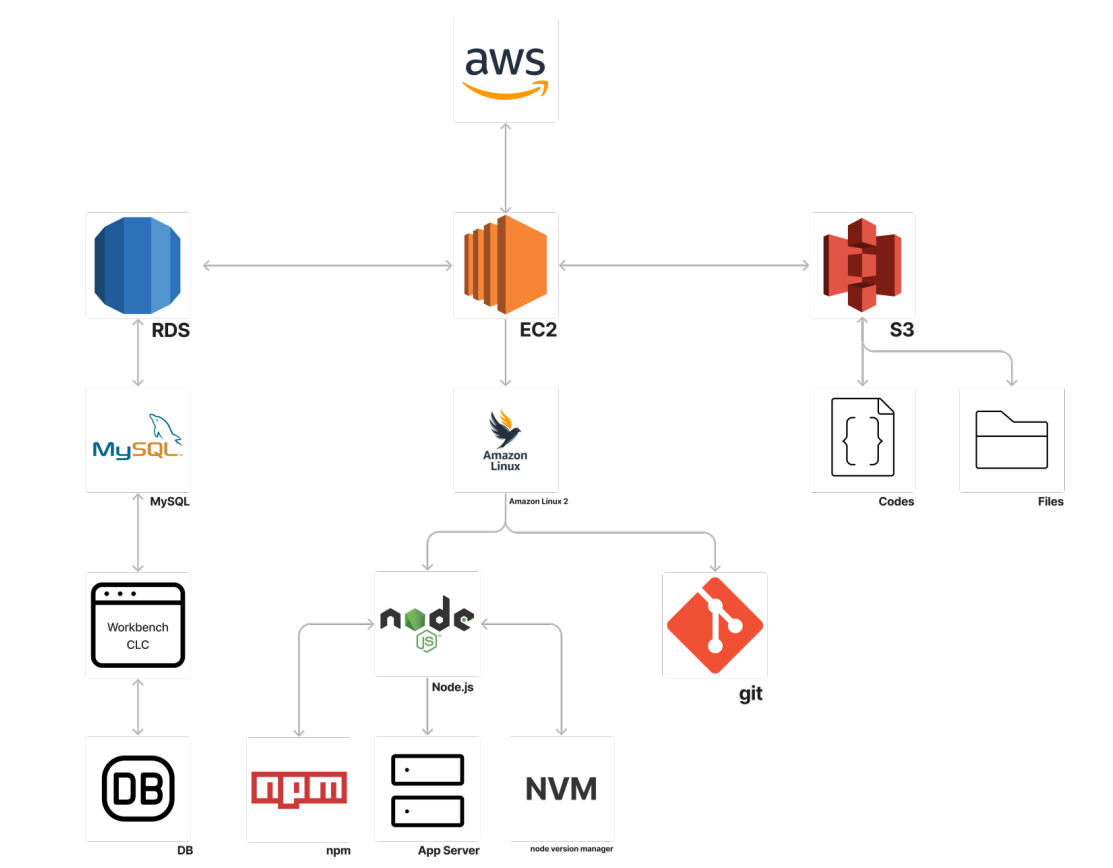 aws
RDS
EC2
S3
MySQL
Amazon
Linux
MySQL
Amazon Linux 2
Codes
Files
Workbench
CLC
node
JS
Node.js
git
DB
npm
NVM
DB
npm
App Server
node version manager